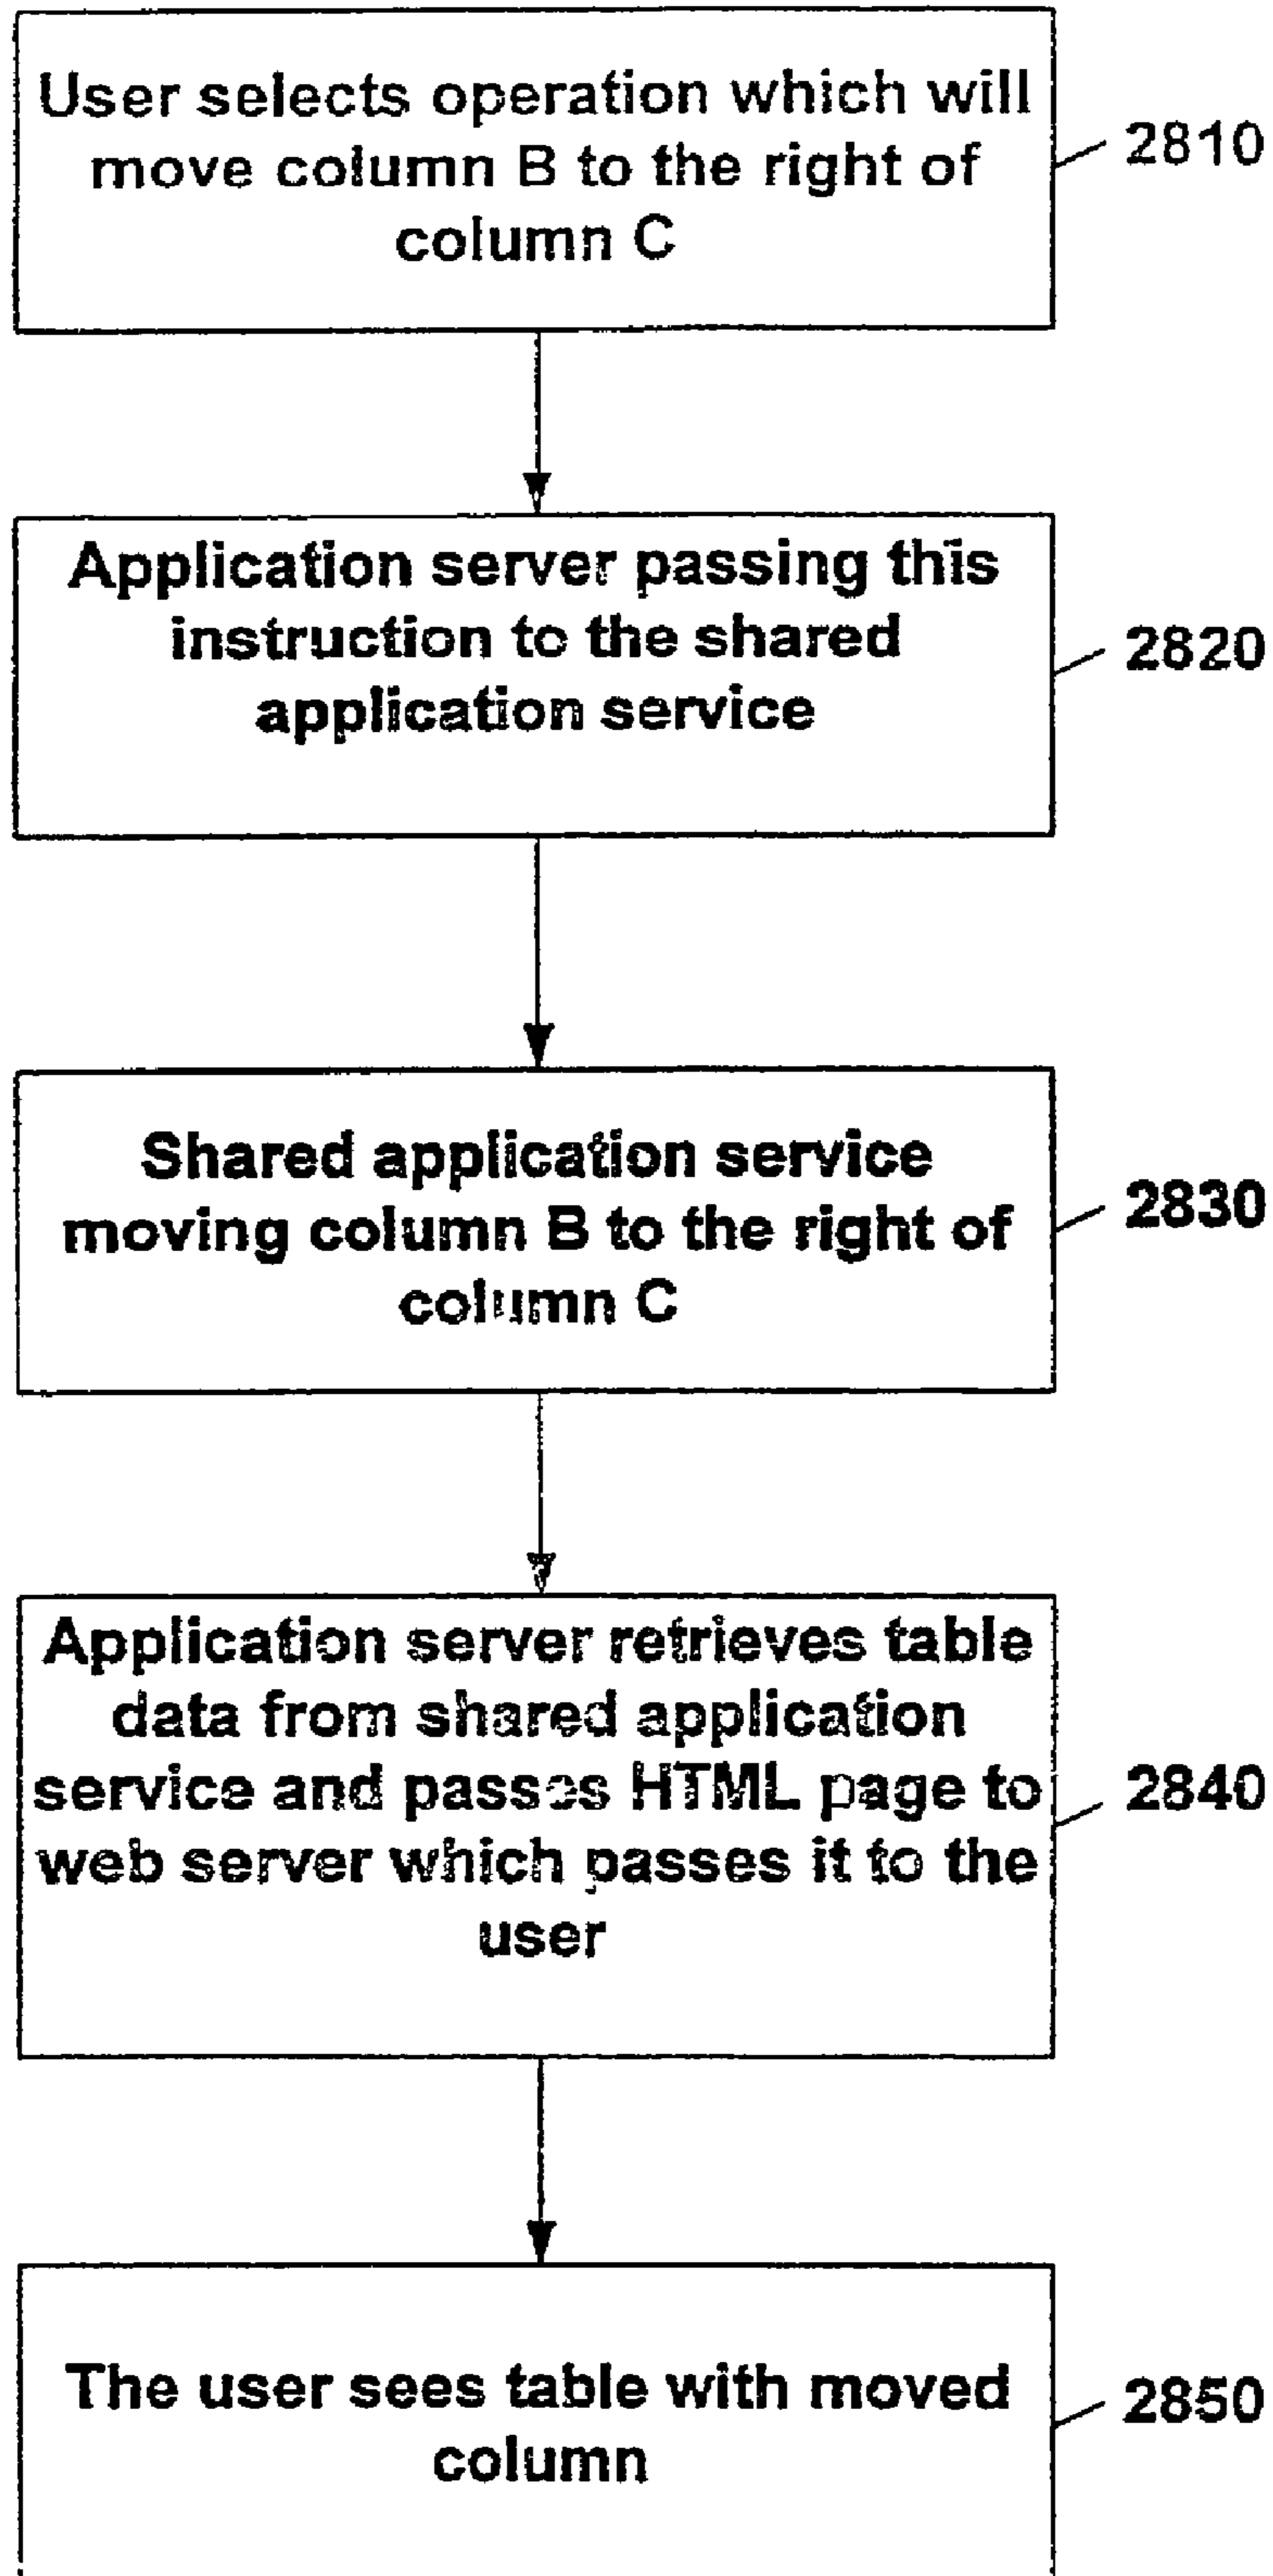 User selects operation which will
move column B to the right of
column C
2810
Application server passing this
instruction to the shared
application service
2820
Shared application service
moving column B to the right of
column C
2830
Application server retrieves table
data from shared application
service and passes HTML page to
web server which passes it to the
user
2840
The user sees table with moved
column
2850